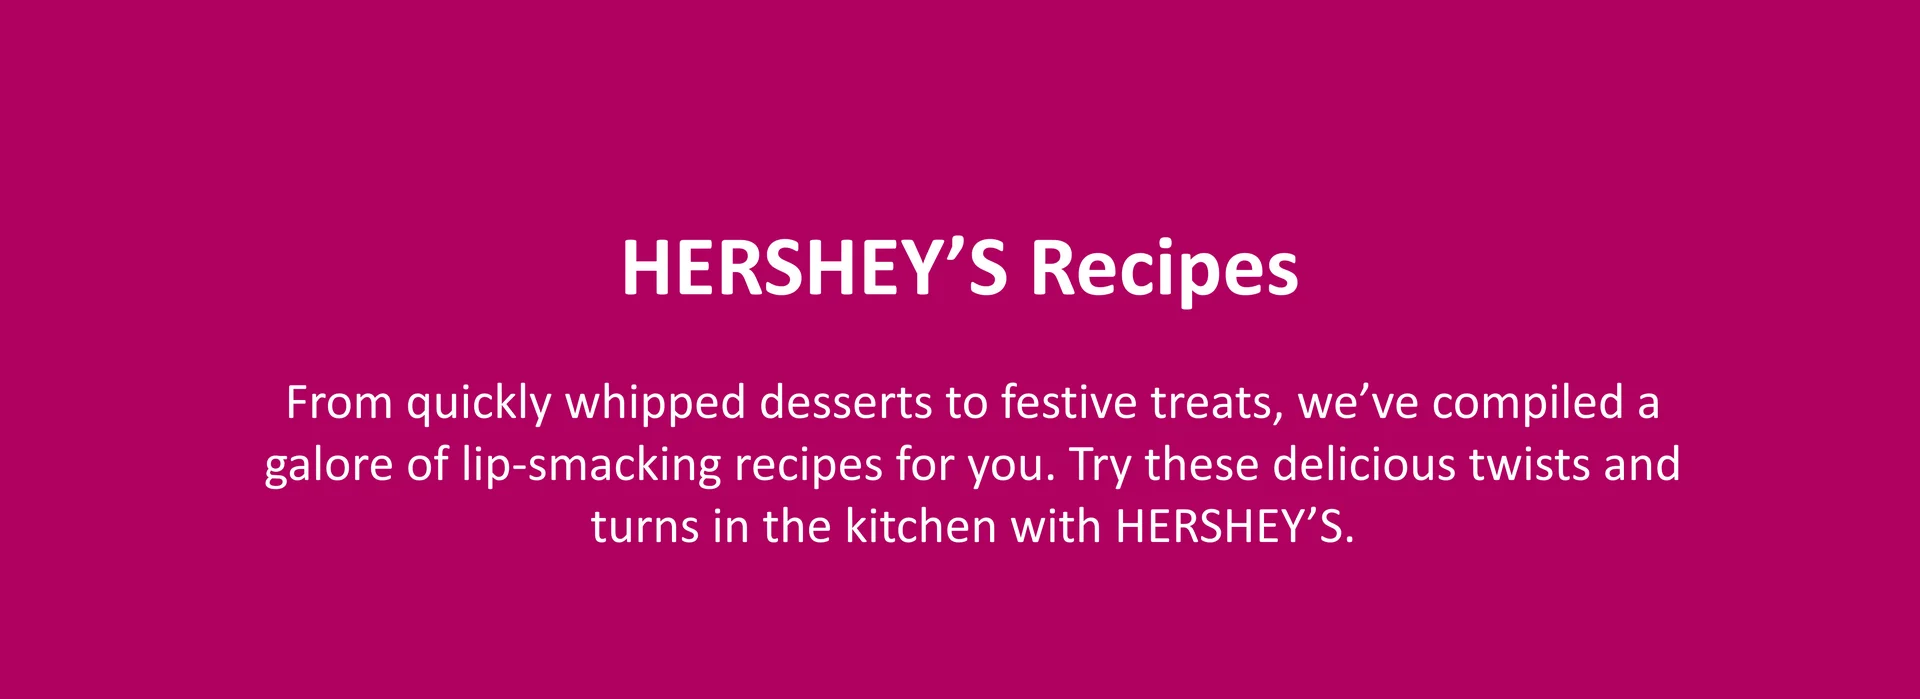 HERSHEY’S Recipes
From quickly whipped desserts to festive treats, we’ve compiled a
galore of lip-smacking recipes for you. Try these delicious twists and
turns in the kitchen with HERSHEY’S.